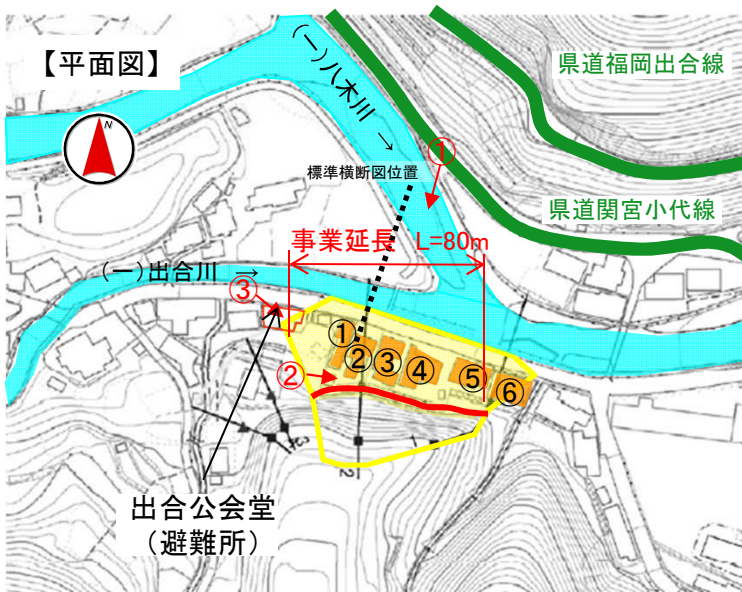 【平面図】
N
(一)八木川 →
県道福岡出合線
①
標準横断図位置
県道関宮小代線
事業延長 L=80m
(一)出合川 →
③
①
②
③
④
⑤
⑥
②
出合公会堂
(避難所)